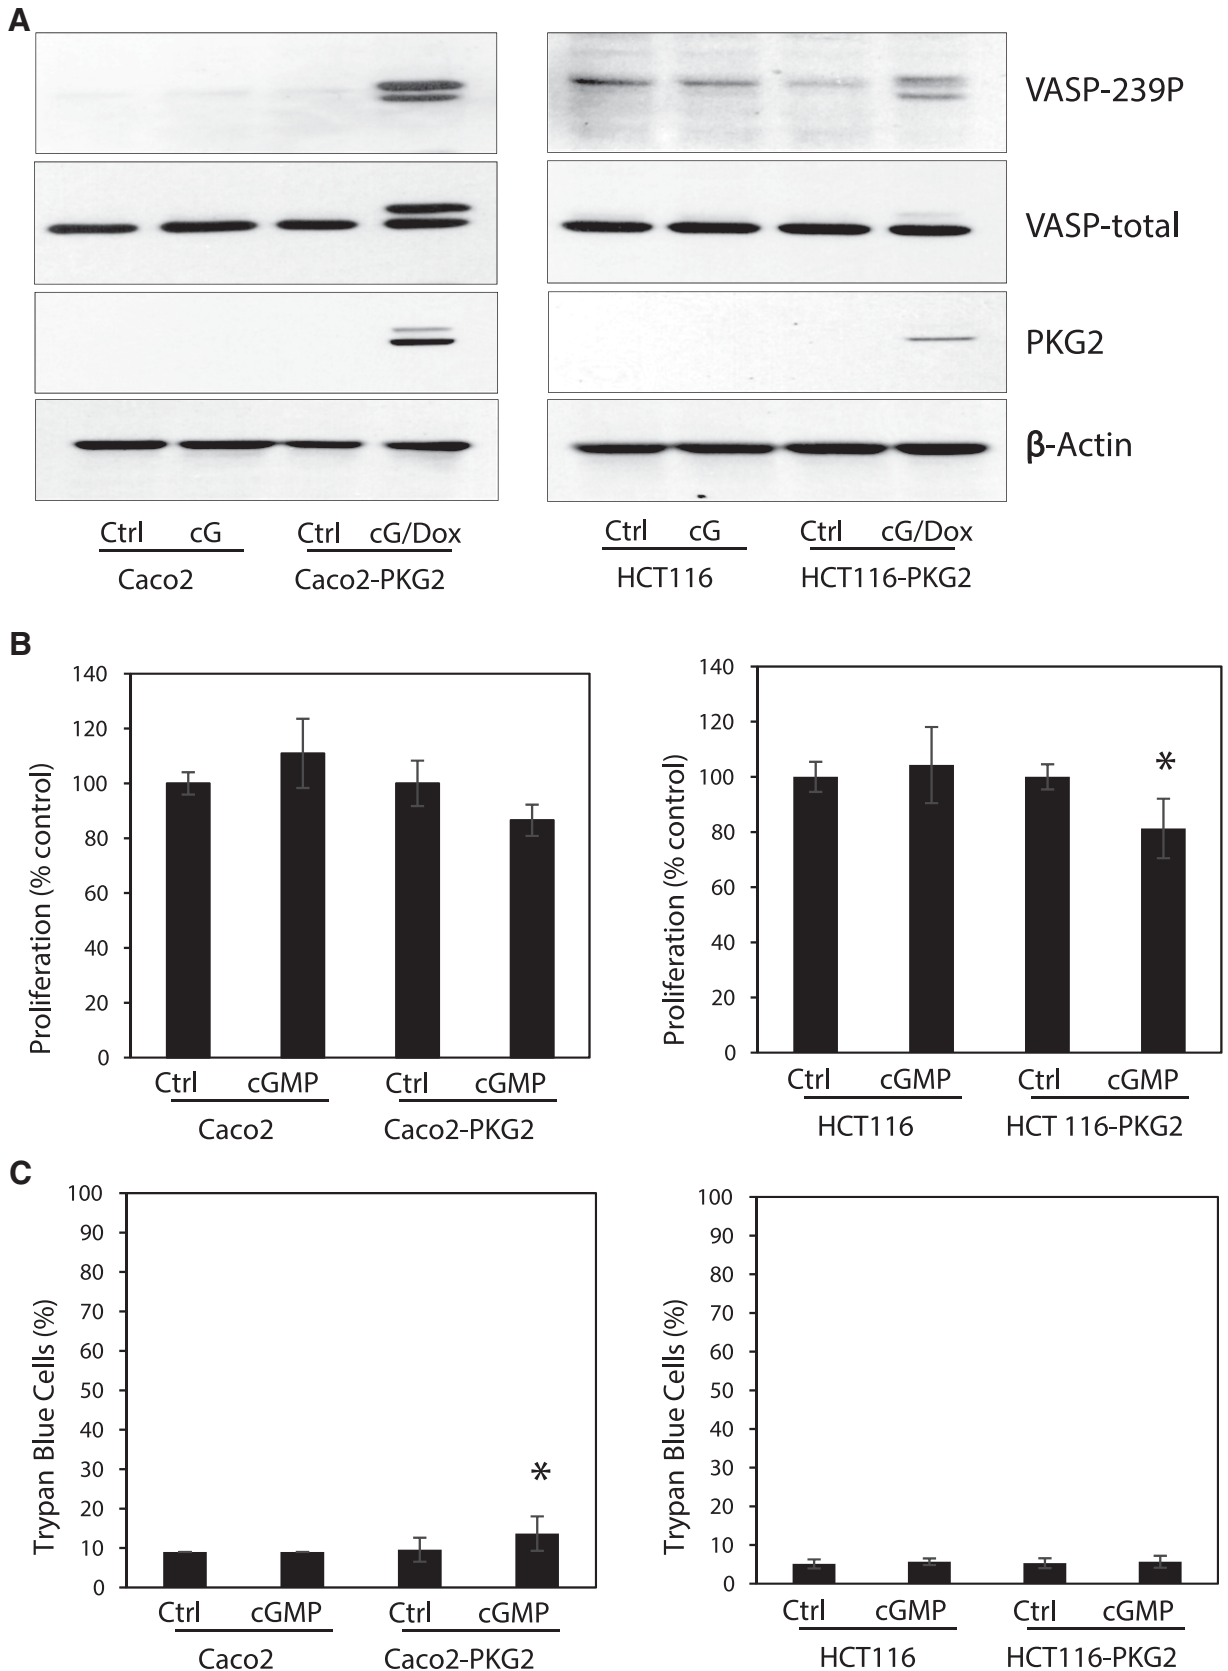 A
VASP-239P
VASP-total
PKG2
β-Actin
Ctrl cG Ctrl cG/Dox
Caco2 Caco2-PKG2
Ctrl cG Ctrl cG/Dox
HCT116 HCT116-PKG2
B
Proliferation (% control)
140
120
100
80
60
40
20
0
Ctrl cGMP Ctrl cGMP
Caco2 Caco2-PKG2
Proliferation (% control)
140
120
100
80
60
40
20
0
*
Ctrl cGMP Ctrl cGMP
HCT116 HCT 116-PKG2
C
Trypan Blue Cells (%)
100
90
80
70
60
50
40
30
20
10
0
*
Ctrl cGMP Ctrl cGMP
Caco2 Caco2-PKG2
Trypan Blue Cells (%)
100
90
80
70
60
50
40
30
20
10
0
Ctrl cGMP Ctrl cGMP
HCT116 HCT116-PKG2